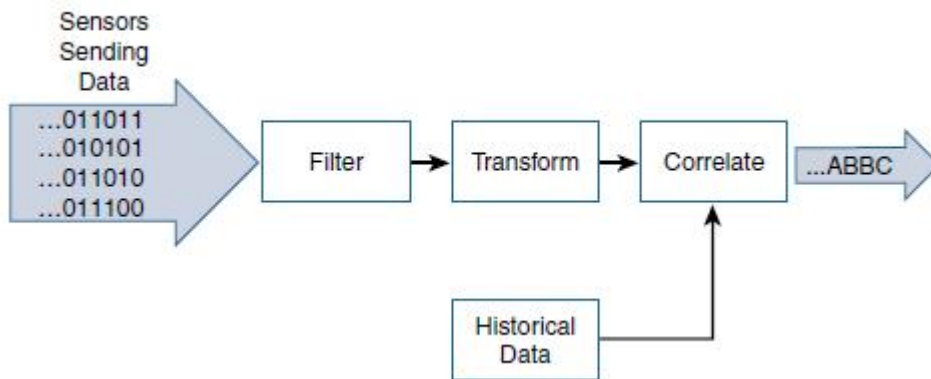 Sensors
Sending
Data
...011011
...010101
...011010
...011100
Filter
Transform
Correlate
...ABBC
Historical
Data